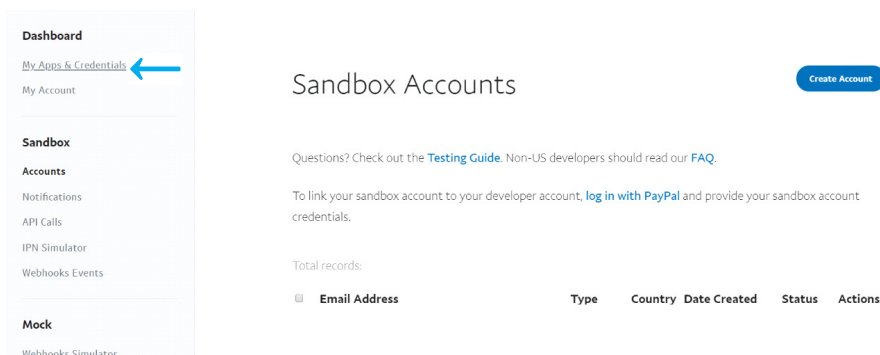 Dashboard
My Apps & Credentials
My Account
Sandbox
Accounts
Notifications
API Calls
IPN Simulator
Webhooks Events
Mock
Webhooks Simulator
Sandbox Accounts
Create Account
Questions? Check out the Testing Guide. Non-US developers should read our FAQ.
To link your sandbox account to your developer account, log in with PayPal and provide your sandbox account
credentials.
Total records:
Email Address Type Country Date Created Status Actions